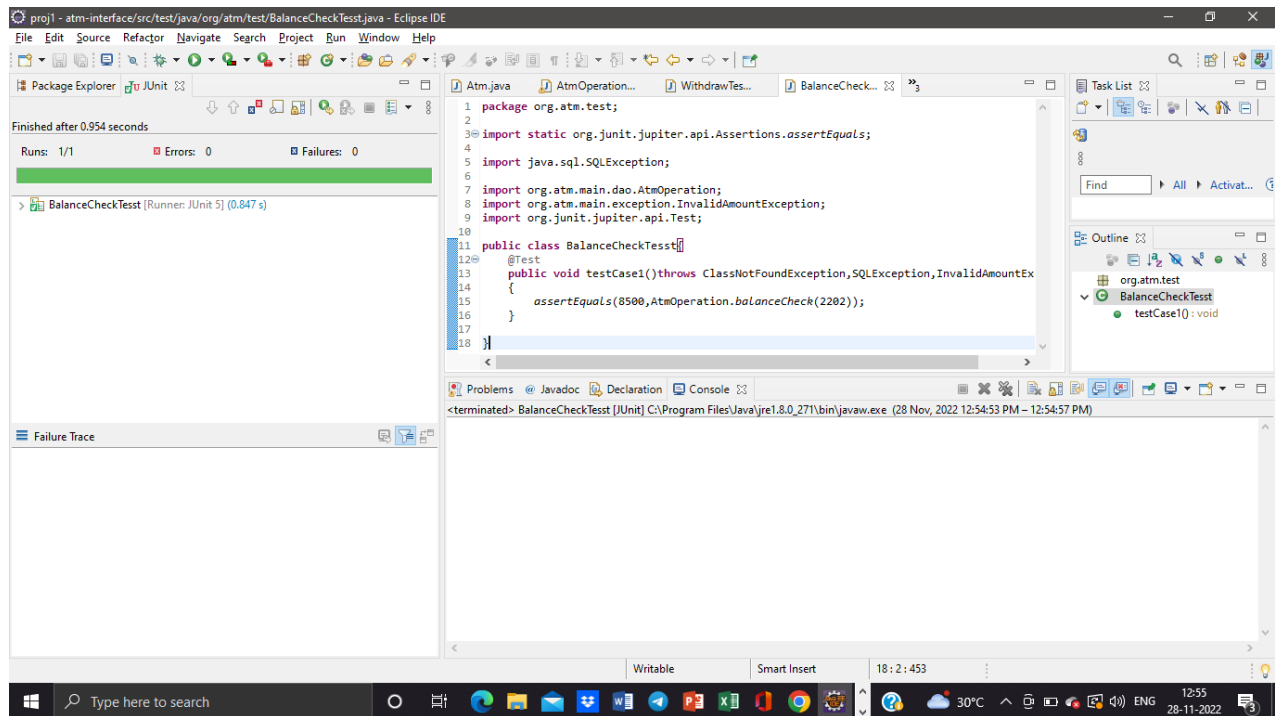 proj1 - atm-interface/src/test/java/org/atm/test/BalanceCheckTesst.java - Eclipse IDE
File Edit Source Refactor Navigate Search Project Run Window Help
Package Explorer JUnit
Finished after 0.954 seconds
Runs: 1/1 Errors: 0 Failures: 0
BalanceCheckTesst [Runner: JUnit 5] (0.847 s)
Failure Trace
Atm.java AtmOperation... WithdrawTes... BalanceCheck... »3
1 package org.atm.test;
2
3 import static org.junit.jupiter.api.Assertions.assertEquals;
4
5 import java.sql.SQLException;
6
7 import org.atm.main.dao.AtmOperation;
8 import org.atm.main.exception.InvalidAmountException;
9 import org.junit.jupiter.api.Test;
10
11 public class BalanceCheckTesst{
12 @Test
13 public void testCase1()throws ClassNotFoundException,SQLException,InvalidAmountEx
14 {
15 assertEquals(8500,AtmOperation.balanceCheck(2202));
16 }
17
18 }
Task List
Find All Activat...
Outline
org.atm.test
BalanceCheckTesst
testCase1() : void
Problems @ Javadoc Declaration Console
<terminated> BalanceCheckTesst [JUnit] C:\Program Files\Java\jre1.8.0_271\bin\javaw.exe (28 Nov, 2022 12:54:53 PM – 12:54:57 PM)
Writable Smart Insert 18 : 2 : 453
Type here to search
30°C ENG 12:55
28-11-2022
3